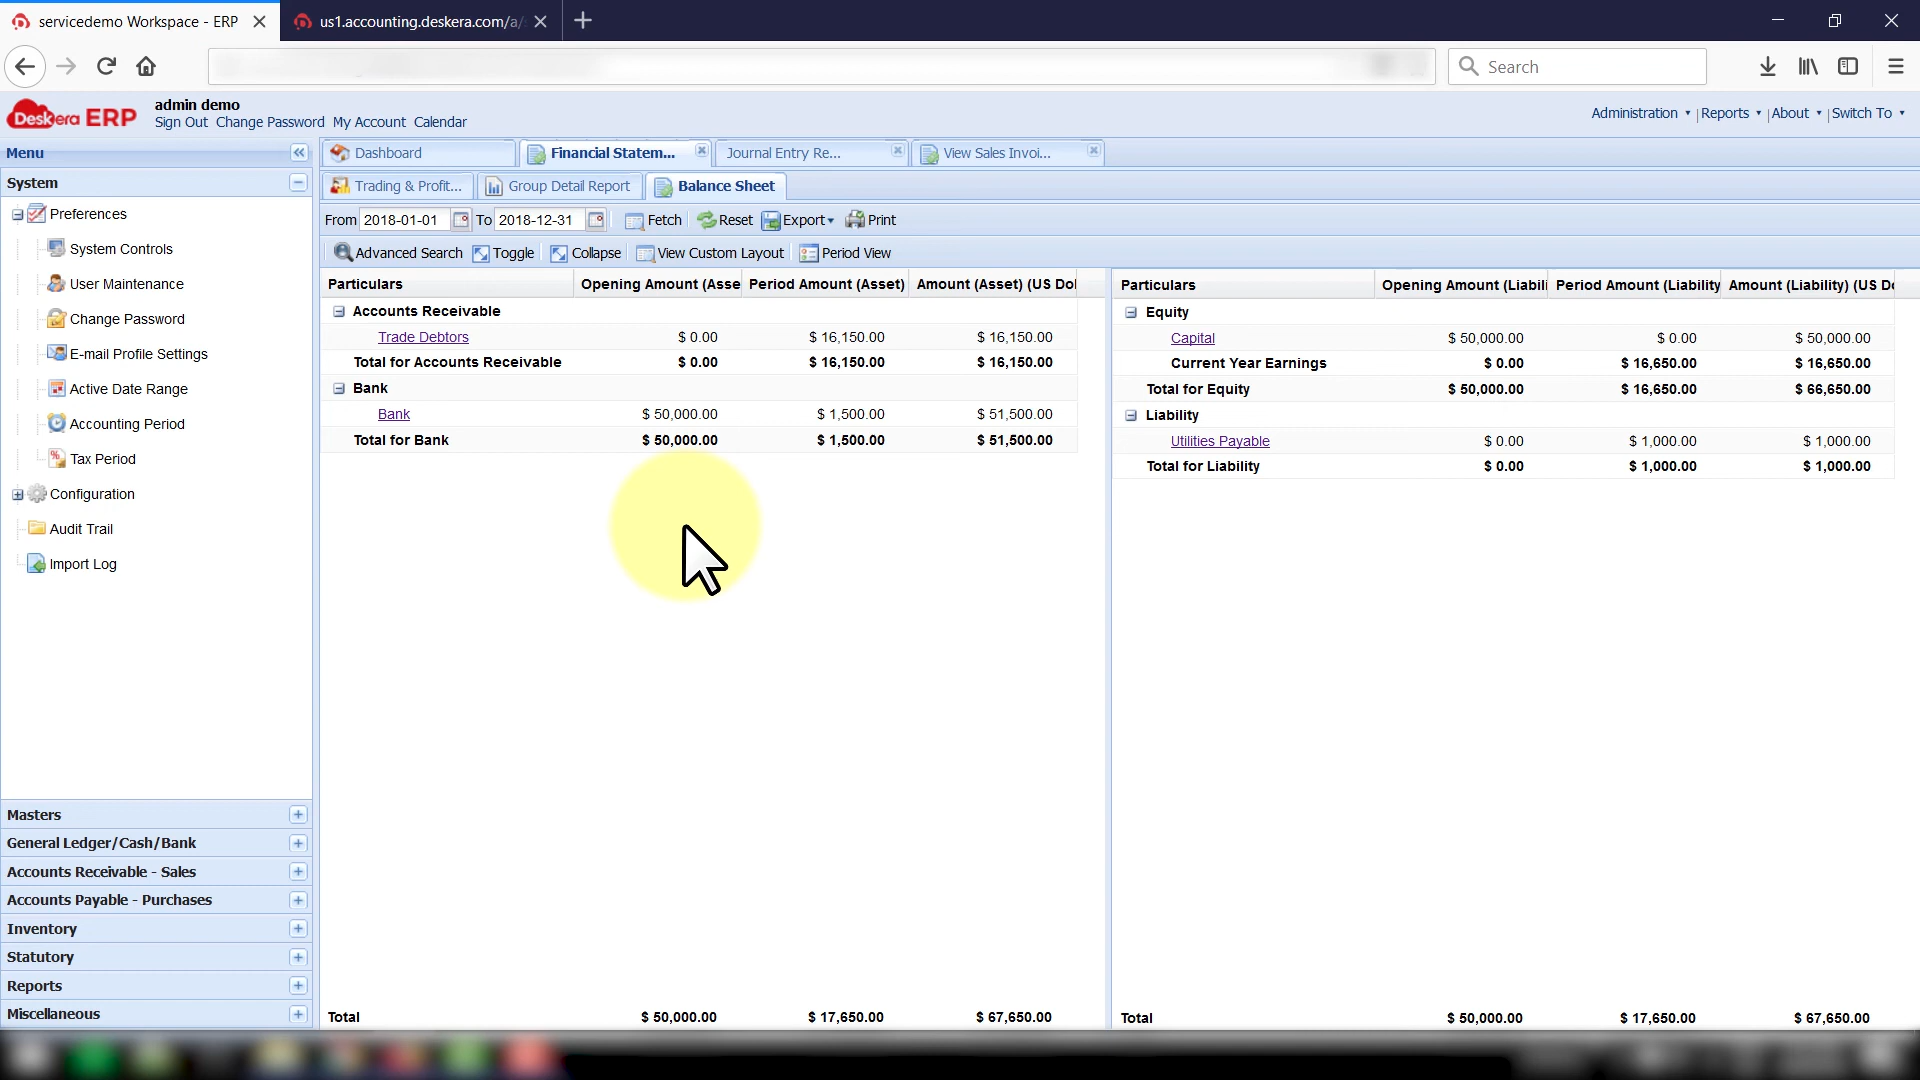 servicedemo Workspace - ERP
us1.accounting.deskera.com/a/
Search
Deskera ERP
admin demo
Sign Out Change Password My Account Calendar
Administration Reports About Switch To
Menu
System
Preferences
System Controls
User Maintenance
Change Password
E-mail Profile Settings
Active Date Range
Accounting Period
Tax Period
Configuration
Audit Trail
Import Log
Masters
General Ledger/Cash/Bank
Accounts Receivable - Sales
Accounts Payable - Purchases
Inventory
Statutory
Reports
Miscellaneous
Dashboard Financial Statem... Journal Entry Re... View Sales Invoi...
Trading & Profit... Group Detail Report Balance Sheet
From 2018-01-01 To 2018-12-31 Fetch Reset Export Print
Advanced Search Toggle Collapse View Custom Layout Period View
Particulars Opening Amount (Asse Period Amount (Asset) Amount (Asset) (US Dol
Accounts Receivable
Trade Debtors $ 0.00 $ 16,150.00 $ 16,150.00
Total for Accounts Receivable $ 0.00 $ 16,150.00 $ 16,150.00
Bank
Bank $ 50,000.00 $ 1,500.00 $ 51,500.00
Total for Bank $ 50,000.00 $ 1,500.00 $ 51,500.00
Total $ 50,000.00 $ 17,650.00 $ 67,650.00
Particulars Opening Amount (Liabili Period Amount (Liability Amount (Liability) (US Do
Equity
Capital $ 50,000.00 $ 0.00 $ 50,000.00
Current Year Earnings $ 0.00 $ 16,650.00 $ 16,650.00
Total for Equity $ 50,000.00 $ 16,650.00 $ 66,650.00
Liability
Utilities Payable $ 0.00 $ 1,000.00 $ 1,000.00
Total for Liability $ 0.00 $ 1,000.00 $ 1,000.00
Total $ 50,000.00 $ 17,650.00 $ 67,650.00